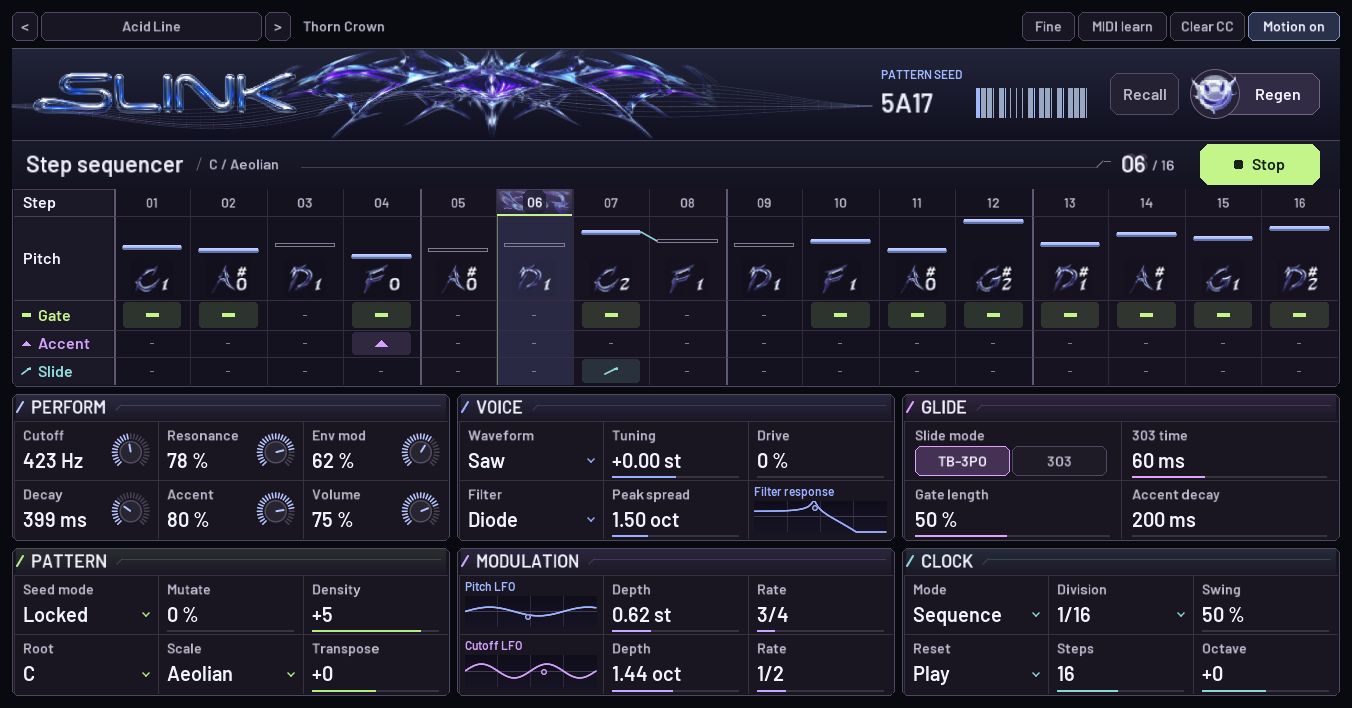 < Acid Line > Thorn Crown Fine MIDI learn Clear CC Motion on
SLINK
PATTERN SEED
5A17
Recall Regen
Step sequencer / C / Aeolian 06 / 16 Stop
Step 01 02 03 04 05 06 07 08 09 10 11 12 13 14 15 16
Pitch C1 A#0 D1 F0 A#0 D1 C2 F1 D1 F1 A#0 G#2 D#1 A#1 G1 D#2
Gate - - - - -
Accent - - - - - - - - - - - - - - -
Slide - - - - - - - - - - - - - - -
PERFORM
Cutoff Resonance Env mod
423 Hz 78 % 62 %
Decay Accent Volume
399 ms 80 % 75 %
VOICE
Waveform Tuning Drive
Saw +0.00 st 0 %
Filter Peak spread Filter response
Diode 1.50 oct
GLIDE
Slide mode 303 time
TB-3PO 303 60 ms
Gate length Accent decay
50 % 200 ms
PATTERN
Seed mode Mutate Density
Locked 0 % +5
Root Scale Transpose
C Aeolian +0
MODULATION
Pitch LFO Depth Rate
0.62 st 3/4
Cutoff LFO Depth Rate
1.44 oct 1/2
CLOCK
Mode Division Swing
Sequence 1/16 50 %
Reset Steps Octave
Play 16 +0